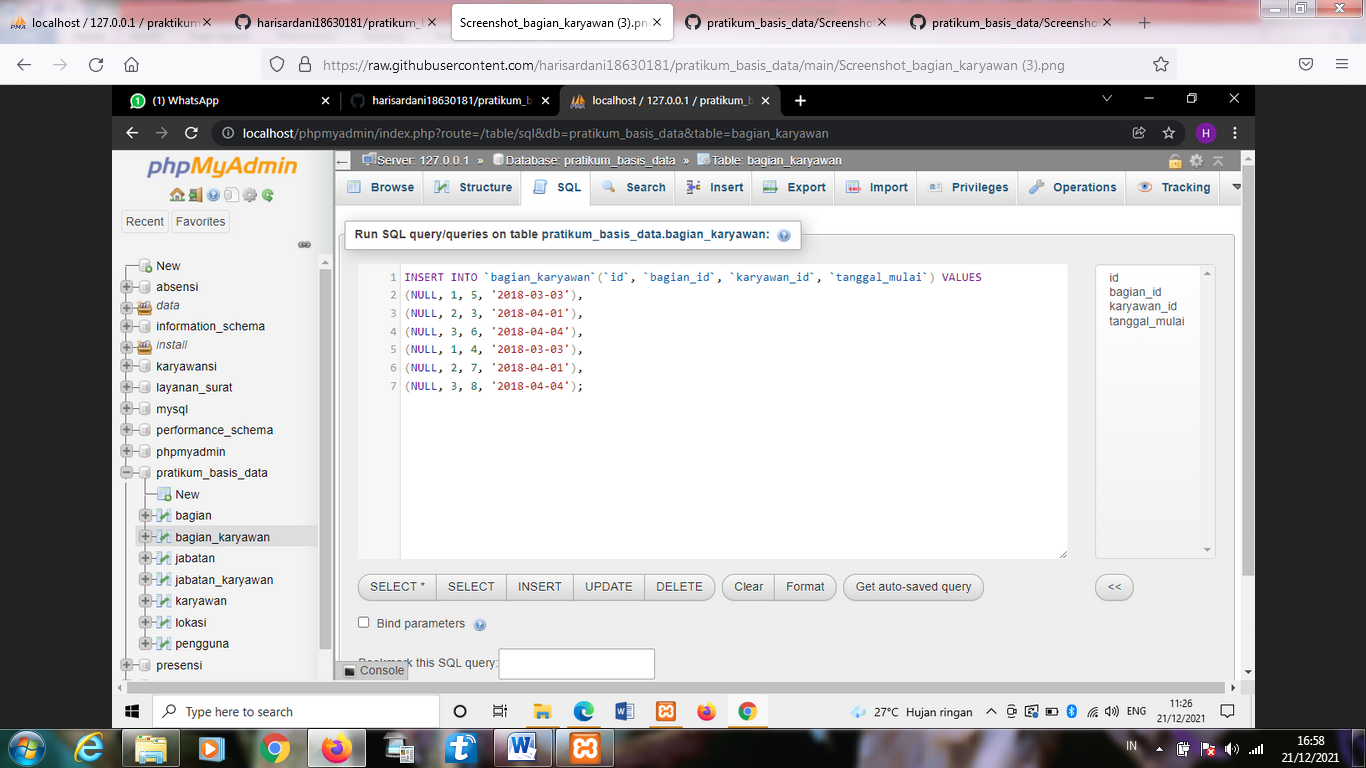 localhost / 127.0.0.1 / praktikum
harisardani18630181/pratikum_b
Screenshot_bagian_karyawan (3).pn
pratikum_basis_data/Screenshot
pratikum_basis_data/Screenshot
https://raw.githubusercontent.com/harisardani18630181/pratikum_basis_data/main/Screenshot_bagian_karyawan (3).png
(1) WhatsApp
harisardani18630181/pratikum_b
localhost / 127.0.0.1 / pratikum_b
localhost/phpmyadmin/index.php?route=/table/sql&db=pratikum_basis_data&table=bagian_karyawan
H
phpMyAdmin
Recent
Favorites
New
absensi
data
information_schema
install
karyawansi
layanan_surat
mysql
performance_schema
phpmyadmin
pratikum_basis_data
New
bagian
bagian_karyawan
jabatan
jabatan_karyawan
karyawan
lokasi
pengguna
presensi
Server: 127.0.0.1 » Database: pratikum_basis_data » Table: bagian_karyawan
Browse
Structure
SQL
Search
Insert
Export
Import
Privileges
Operations
Tracking
Run SQL query/queries on table pratikum_basis_data.bagian_karyawan:
1 INSERT INTO `bagian_karyawan`(`id`, `bagian_id`, `karyawan_id`, `tanggal_mulai`) VALUES
2 (NULL, 1, 5, '2018-03-03'),
3 (NULL, 2, 3, '2018-04-01'),
4 (NULL, 3, 6, '2018-04-04'),
5 (NULL, 1, 4, '2018-03-03'),
6 (NULL, 2, 7, '2018-04-01'),
7 (NULL, 3, 8, '2018-04-04');
id
bagian_id
karyawan_id
tanggal_mulai
SELECT *
SELECT
INSERT
UPDATE
DELETE
Clear
Format
Get auto-saved query
<<
Bind parameters
Bookmark this SQL query:
Console
Type here to search
27°C Hujan ringan
ENG
11:26
21/12/2021
IN
16:58
21/12/2021